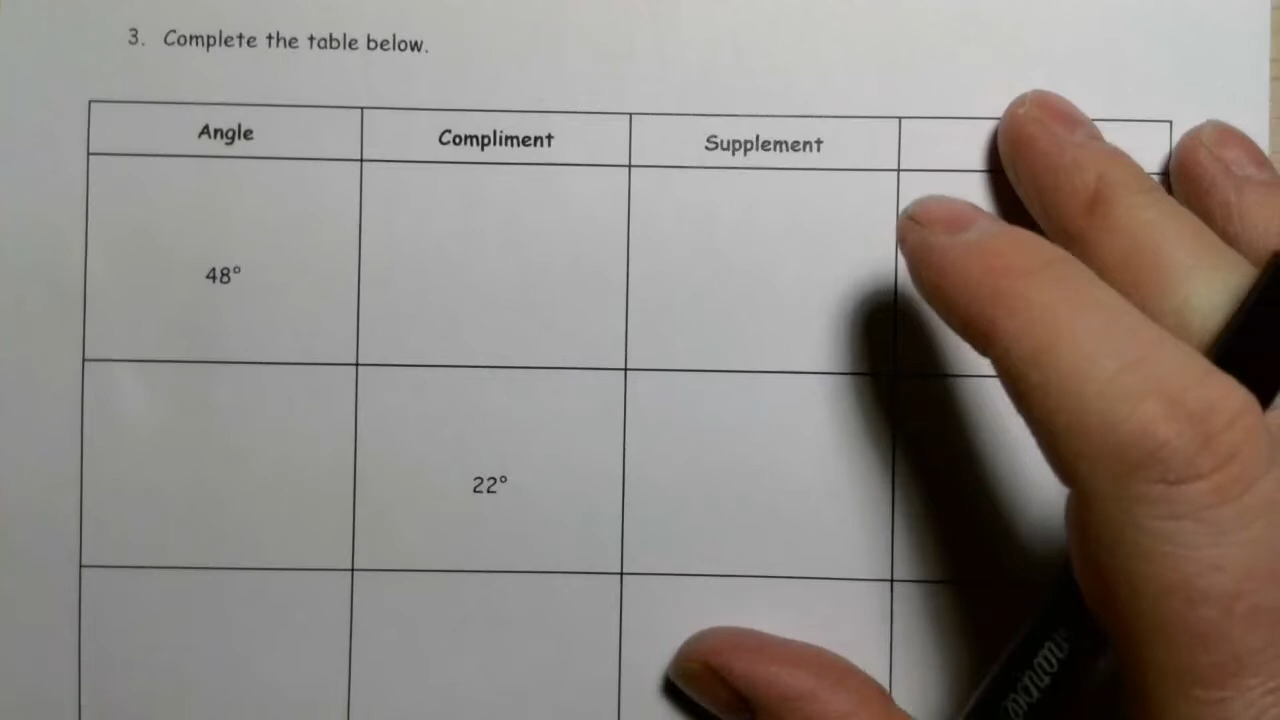 3. Complete the table below.
Angle Compliment Supplement
48°
22°